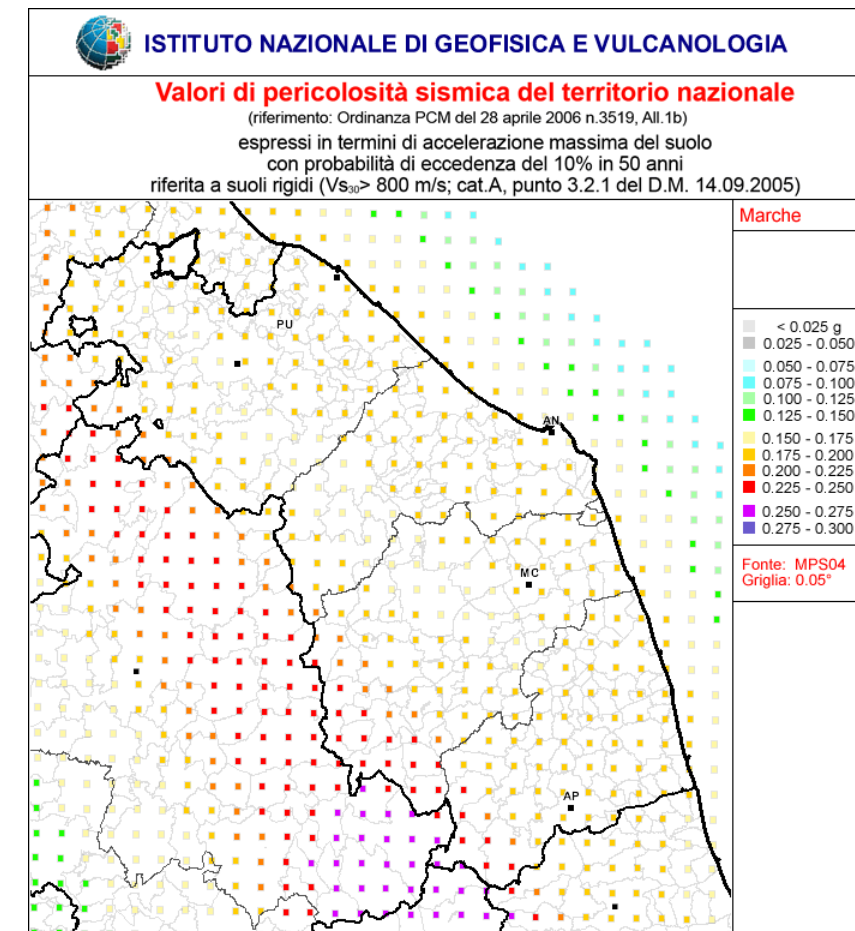 ISTITUTO NAZIONALE DI GEOFISICA E VULCANOLOGIA
Valori di pericolosità sismica del territorio nazionale
(riferimento: Ordinanza PCM del 28 aprile 2006 n.3519, All.1b)
espressi in termini di accelerazione massima del suolo
con probabilità di eccedenza del 10% in 50 anni
riferita a suoli rigidi (Vs₃₀> 800 m/s; cat.A, punto 3.2.1 del D.M. 14.09.2005)
Marche
< 0.025 g
0.025 - 0.050
0.050 - 0.075
0.075 - 0.100
0.100 - 0.125
0.125 - 0.150
0.150 - 0.175
0.175 - 0.200
0.200 - 0.225
0.225 - 0.250
0.250 - 0.275
0.275 - 0.300
Fonte: MPS04
Griglia: 0.05°
PU
AN
MC
AP